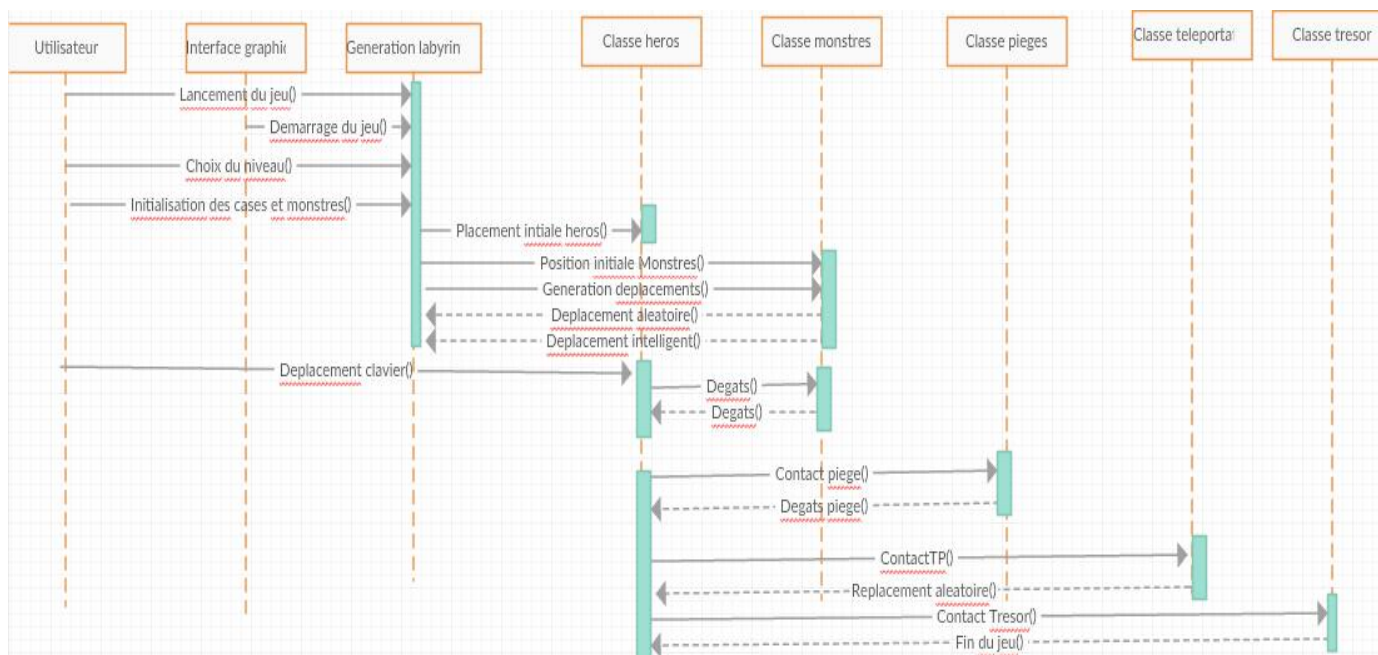 Utilisateur
Interface graphi
Generation labyrin
Classe heros
Classe monstres
Classe pieges
Classe teleporta
Classe tresor
Lancement du jeu()
Demarrage du jeu()
Choix du niveau()
Initialisation des cases et monstres()
Placement intiale heros()
Position initiale Monstres()
Generation deplacements()
Deplacement aleatoire()
Deplacement intelligent()
Deplacement clavier()
Degats()
Degats()
Contact piege()
Degats piege()
ContactTP()
Replacement aleatoire()
Contact Tresor()
Fin du jeu()